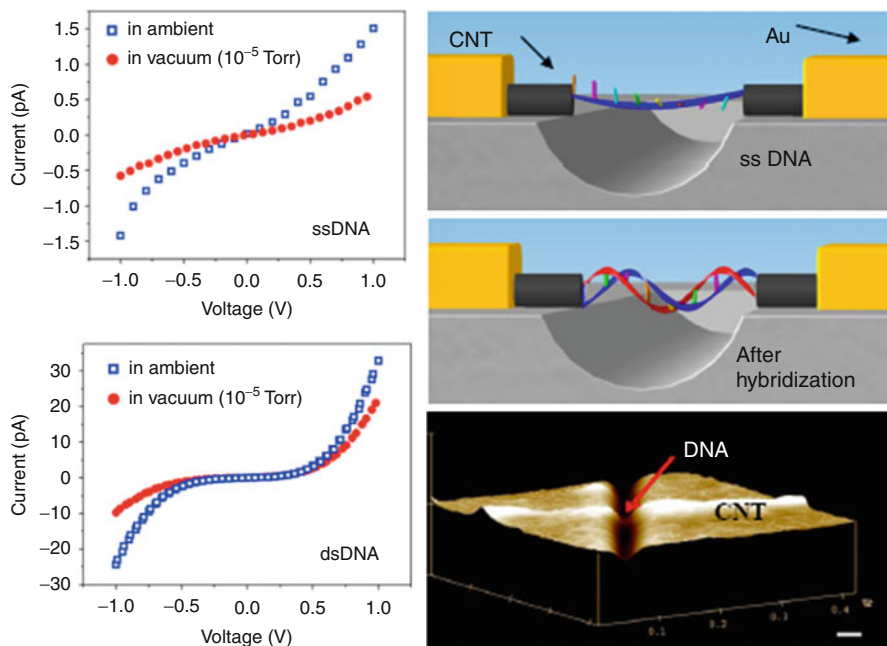 1.5
1.0
0.5
0.0
−0.5
−1.0
−1.5
Current (pA)
in ambient
in vacuum (10⁻⁵ Torr)
ssDNA
−1.0 −0.5 0.0 0.5 1.0
Voltage (V)
30
20
10
0
−10
−20
−30
Current (pA)
in ambient
in vacuum (10⁻⁵ Torr)
dsDNA
−1.0 −0.5 0.0 0.5 1.0
Voltage (V)
CNT
Au
ss DNA
After
hybridization
DNA
CNT
0.1 0.2 0.3 0.4